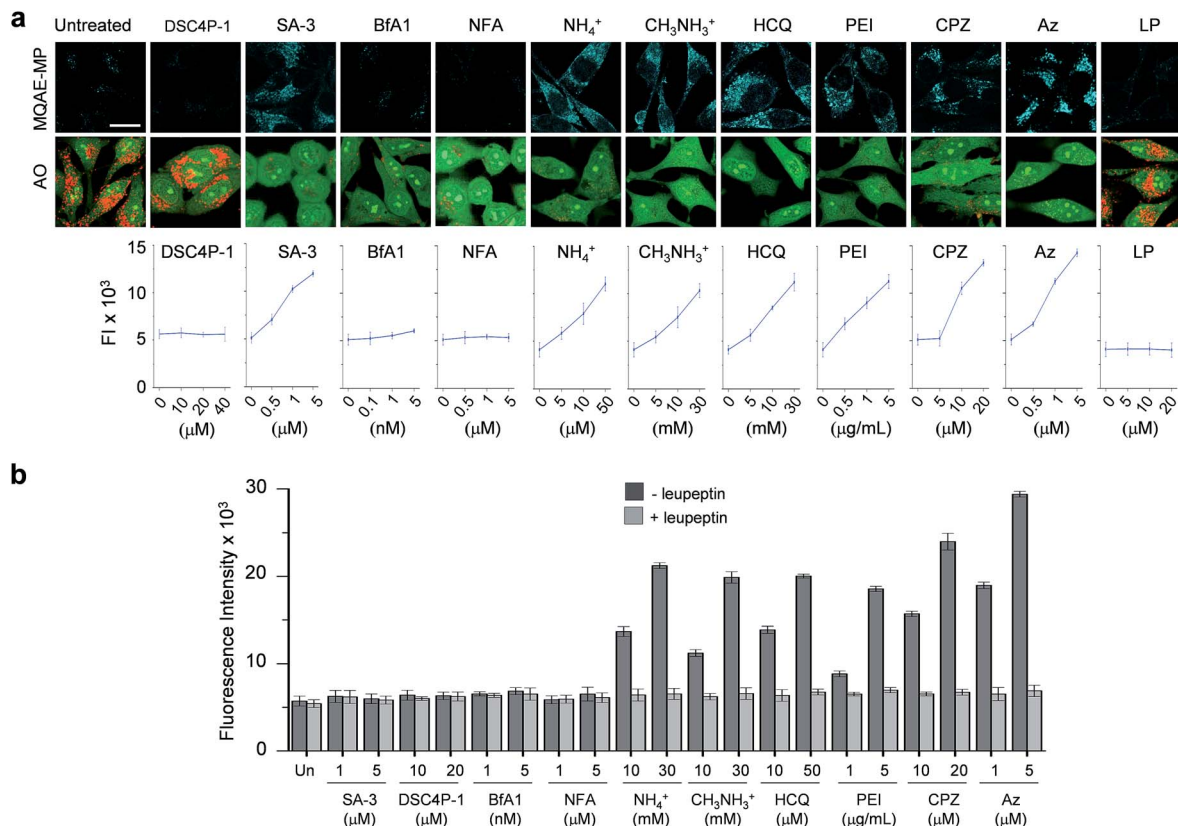 a
Untreated DSC4P-1 SA-3 BfA1 NFA NH₄⁺ CH₃NH₃⁺ HCQ PEI CPZ Az LP
MQAE-MP
AO
DSC4P-1 SA-3 BfA1 NFA NH₄⁺ CH₃NH₃⁺ HCQ PEI CPZ Az LP
FI x 10³
15
10
5
0
0 10 20 40 0 0.5 1 5 0 0.1 1 5 0 0.5 1 5 0 5 10 50 0 5 10 30 0 5 10 30 0 0.5 1 5 0 5 10 20 0 0.5 1 5 0 5 10 20
(μM) (μM) (nM) (μM) (μM) (mM) (mM) (μg/mL) (μM) (μM) (μM)
b
Fluorescence Intensity x 10³
30
20
10
0
- leupeptin
+ leupeptin
Un 1 5 10 20 1 5 1 5 10 30 10 30 10 50 1 5 10 20 1 5
SA-3 DSC4P-1 BfA1 NFA NH₄⁺ CH₃NH₃⁺ HCQ PEI CPZ Az
(μM) (μM) (nM) (μM) (mM) (mM) (μM) (μg/mL) (μM) (μM)